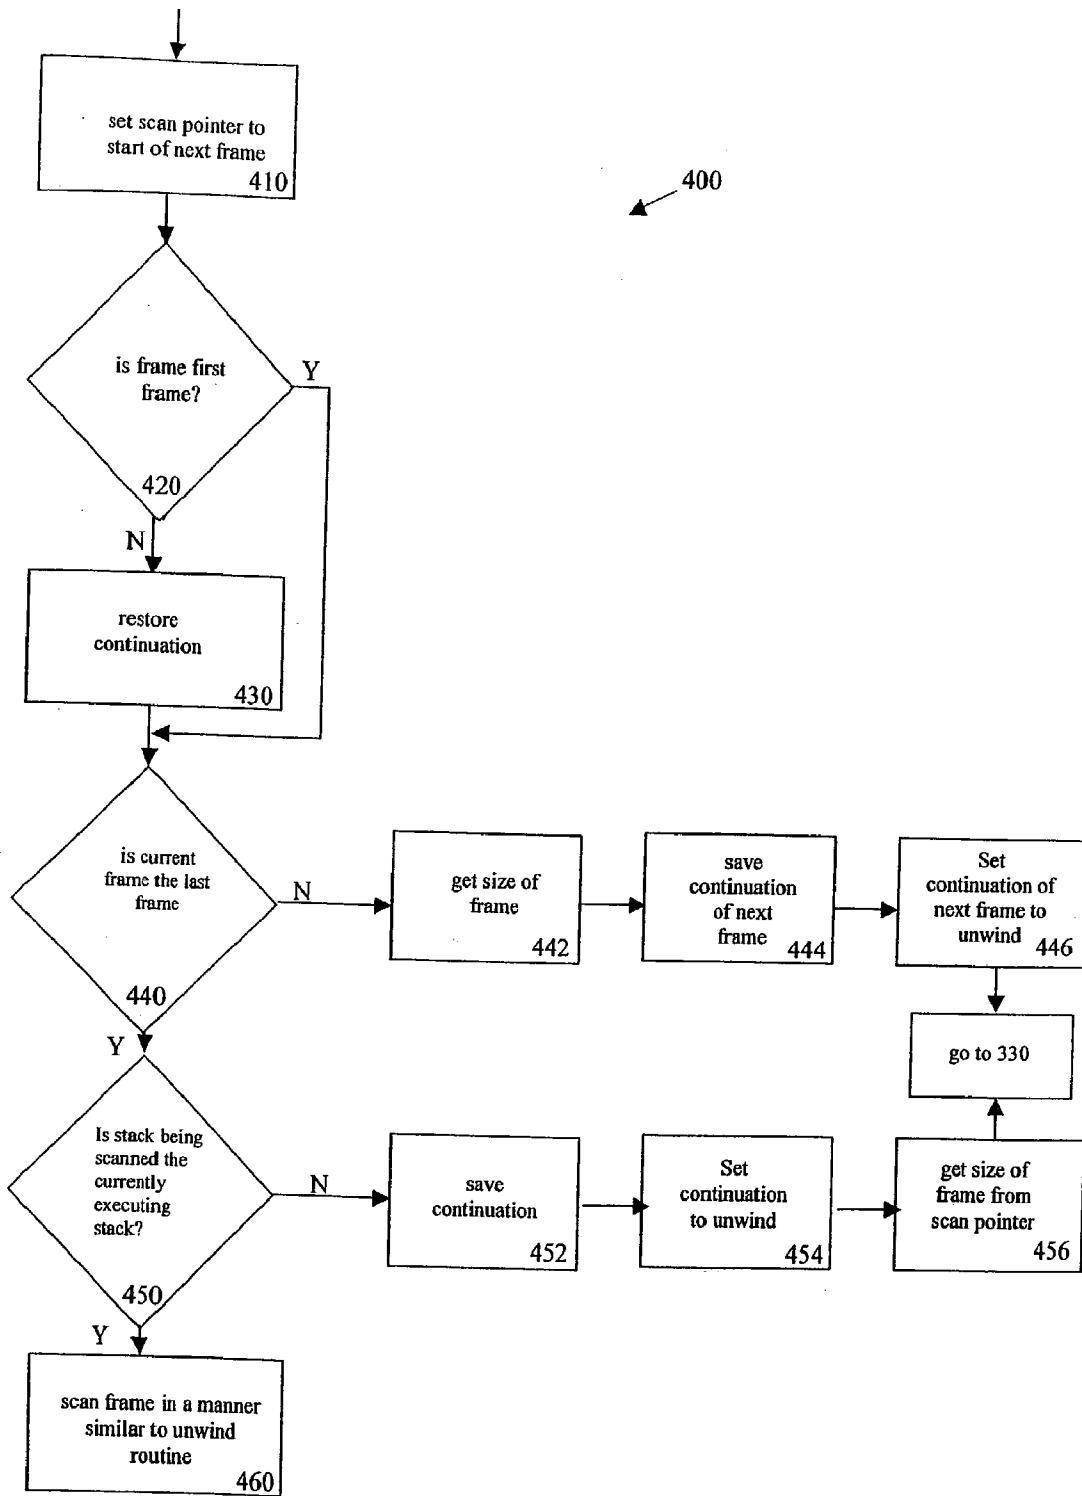 set scan pointer to
start of next frame
410
400
is frame first
frame?
Y
420
N
restore
continuation
430
is current
frame the last
frame
N
440
Y
get size of
frame
442
save
continuation
of next
frame
444
Set
continuation of
next frame to
unwind
446
go to 330
Is stack being
scanned the
currently
executing
stack?
N
450
Y
save
continuation
452
Set
continuation
to unwind
454
get size of
frame from
scan pointer
456
scan frame in a manner
similar to unwind
routine
460